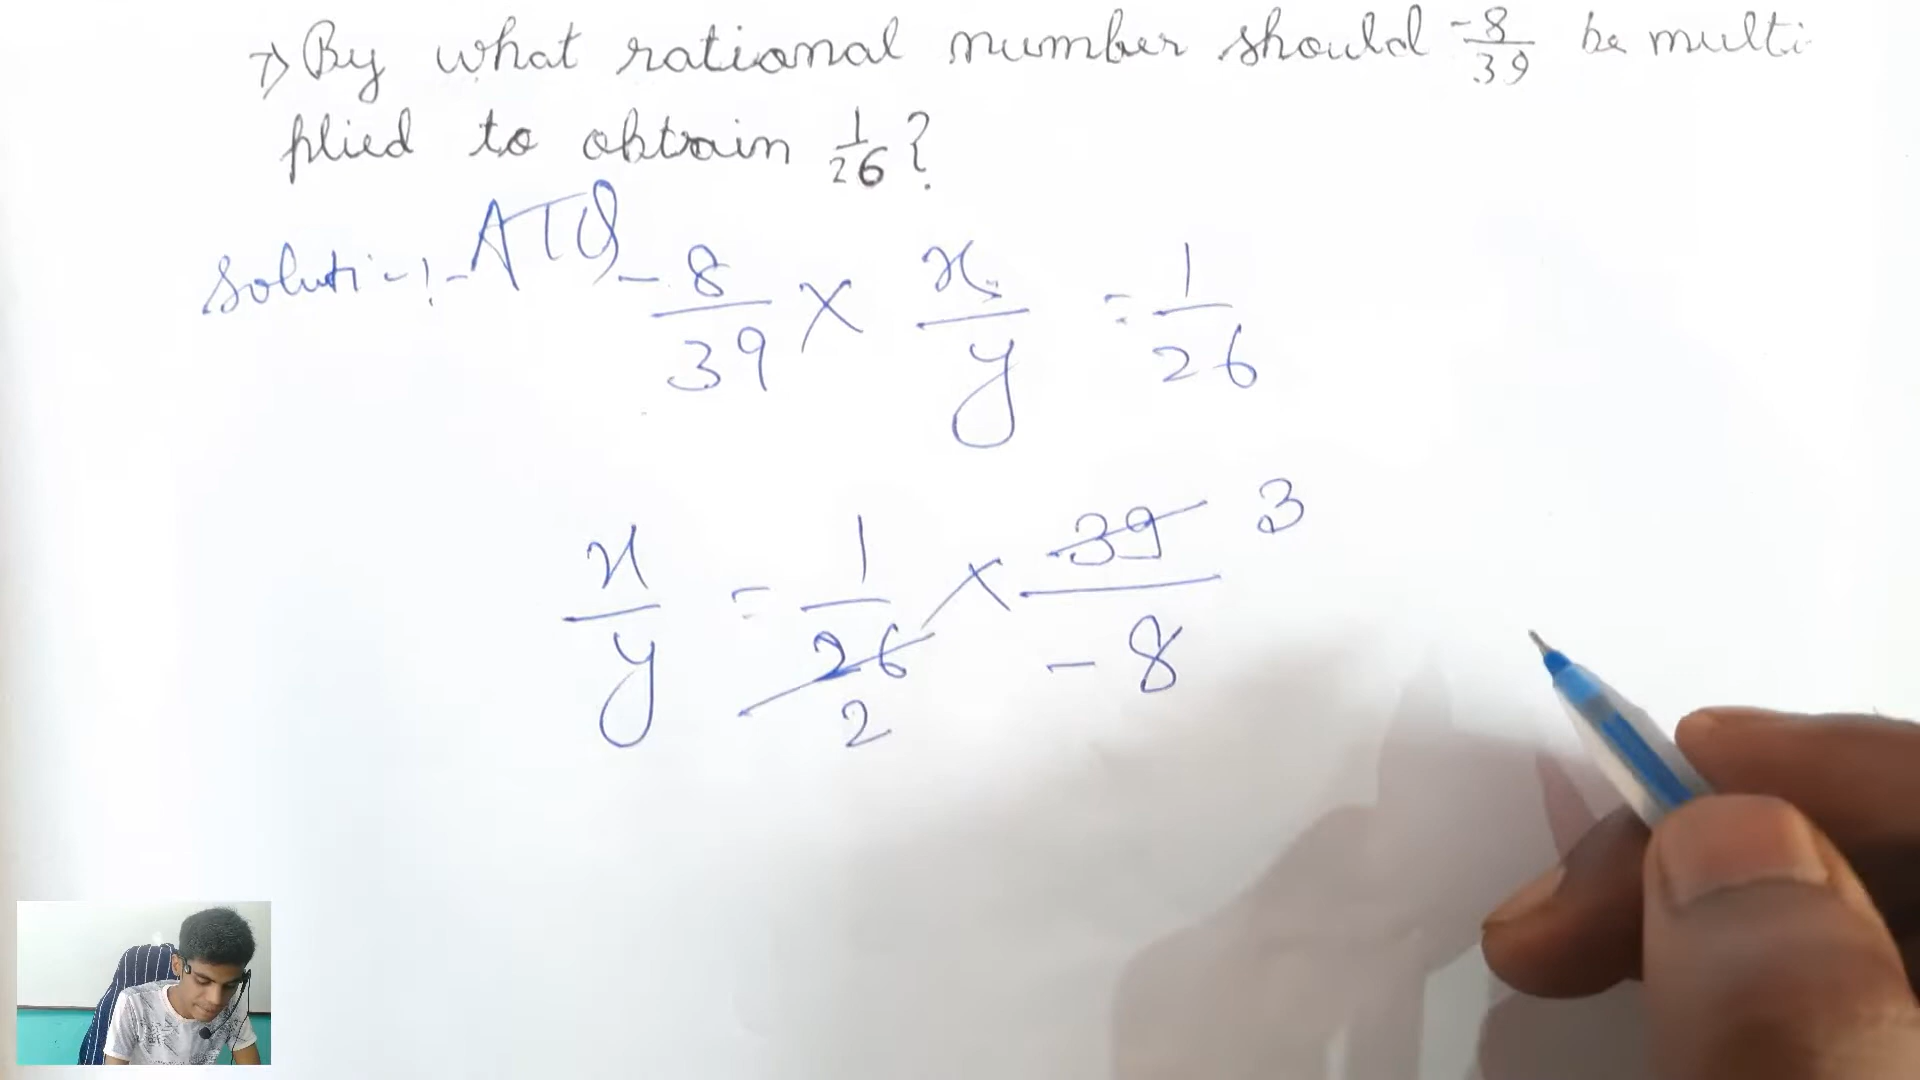 7) By what rational number should -8/39 be multi
plied to obtain 1/26?
Soluti-:- ATQ -8/39 × x/y = 1/26
x/y = 1/26 × 39/-8 3
2